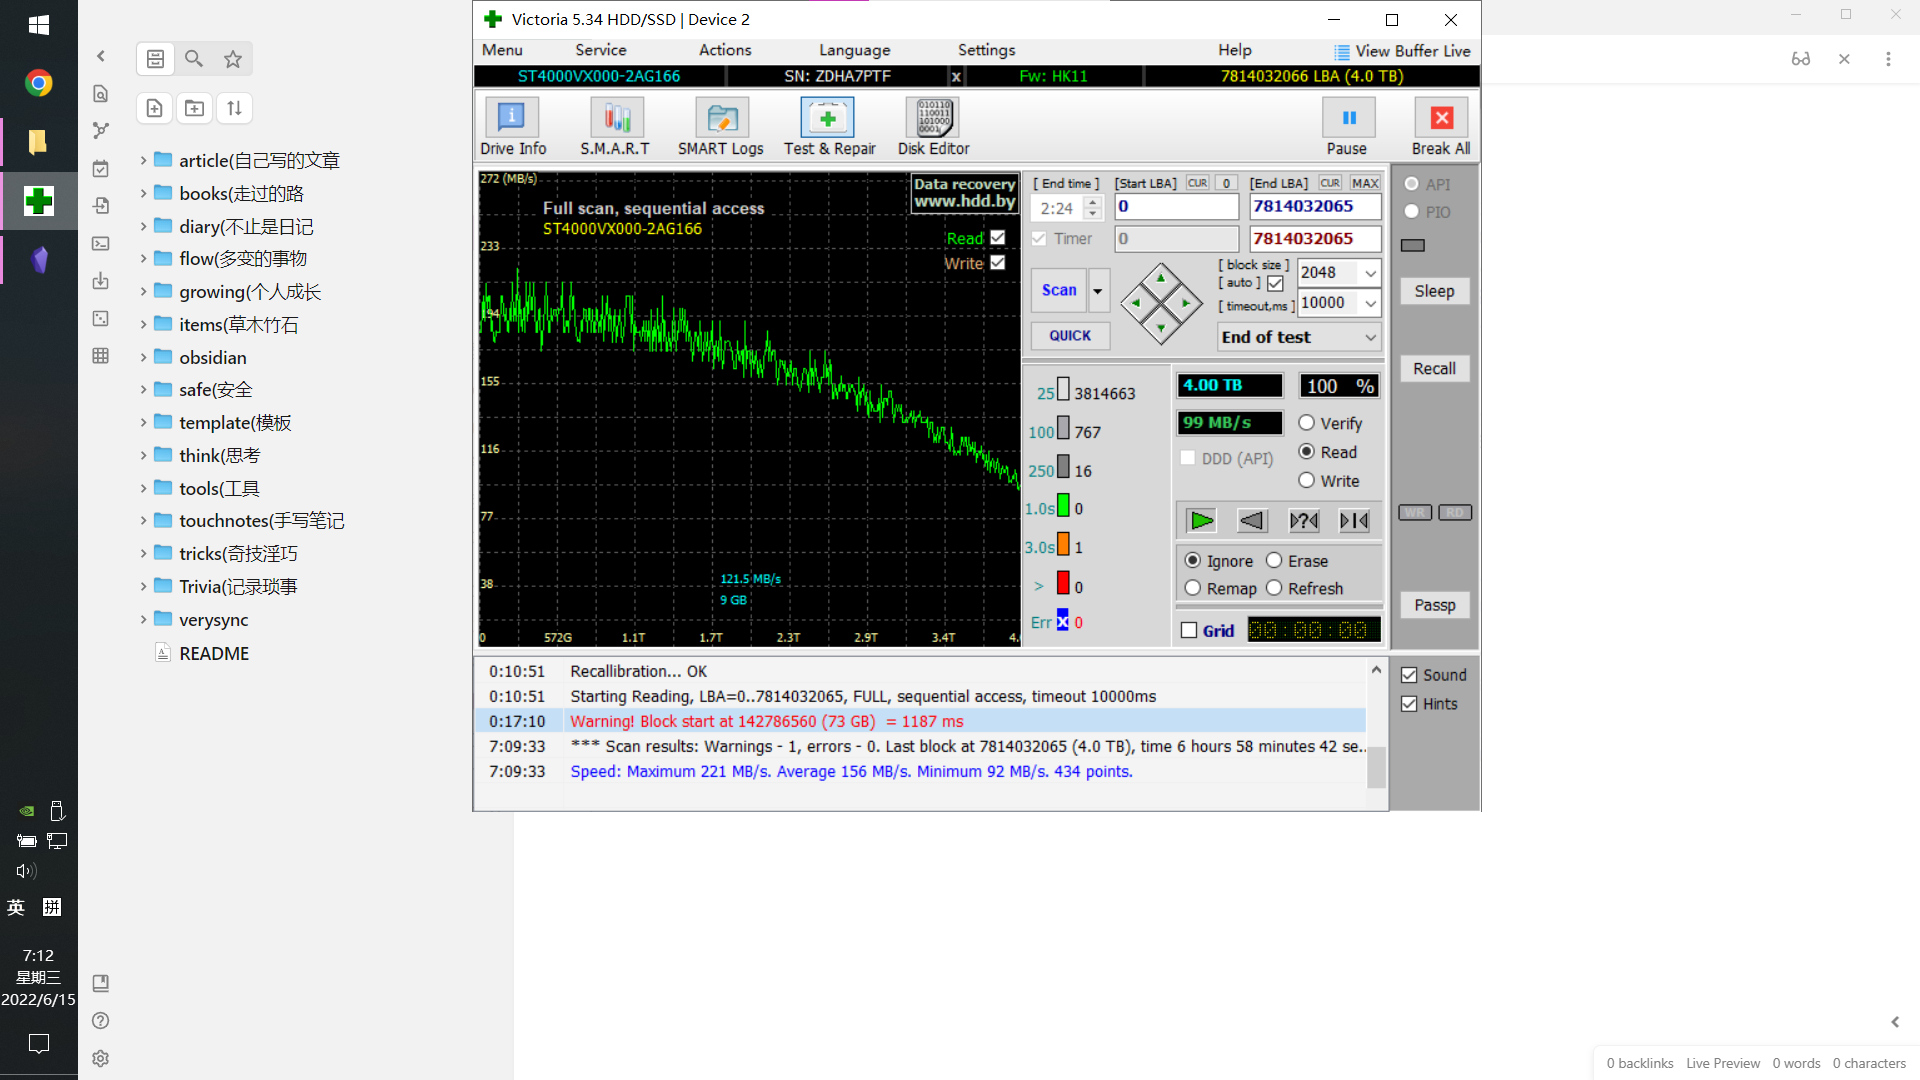 Victoria 5.34 HDD/SSD | Device 2
Menu Service Actions Language Settings Help View Buffer Live
ST4000VX000-2AG166 SN: ZDHA7PTF x Fw: HK11 7814032066 LBA (4.0 TB)
Drive Info S.M.A.R.T SMART Logs Test & Repair Disk Editor Pause Break All
article(自己写的文章
books(走过的路
diary(不止是日记
flow(多变的事物
growing(个人成长
items(草木竹石
obsidian
safe(安全
template(模板
think(思考
tools(工具
touchnotes(手写笔记
tricks(奇技淫巧
Trivia(记录琐事
verysync
README
272 (MB/s)
Full scan, sequential access
ST4000VX000-2AG166
Data recovery
www.hdd.by
Read
Write
233
194
155
116
77
38
121.5 MB/s
9 GB
0 572G 1.1T 1.7T 2.3T 2.9T 3.4T 4.
[ End time ] [Start LBA] CUR 0 [End LBA] CUR MAX
2:24 0 7814032065
Timer 0 7814032065
Scan
QUICK
[ block size ] 2048
[ auto ]
[ timeout,ms ] 10000
End of test
25 3814663
100 767
250 16
1.0s 0
3.0s 1
> 0
Err x 0
4.00 TB 100 %
99 MB/s
Verify
DDD (API)
Read
Write
Ignore Erase
Remap Refresh
Grid 00:00:00
API
PIO
Sleep
Recall
WR RD
Passp
Sound
Hints
0:10:51 Recallibration... OK
0:10:51 Starting Reading, LBA=0..7814032065, FULL, sequential access, timeout 10000ms
0:17:10 Warning! Block start at 142786560 (73 GB) = 1187 ms
7:09:33 *** Scan results: Warnings - 1, errors - 0. Last block at 7814032065 (4.0 TB), time 6 hours 58 minutes 42 se..
7:09:33 Speed: Maximum 221 MB/s. Average 156 MB/s. Minimum 92 MB/s. 434 points.
英 拼
7:12
星期三
2022/6/15
0 backlinks Live Preview 0 words 0 characters